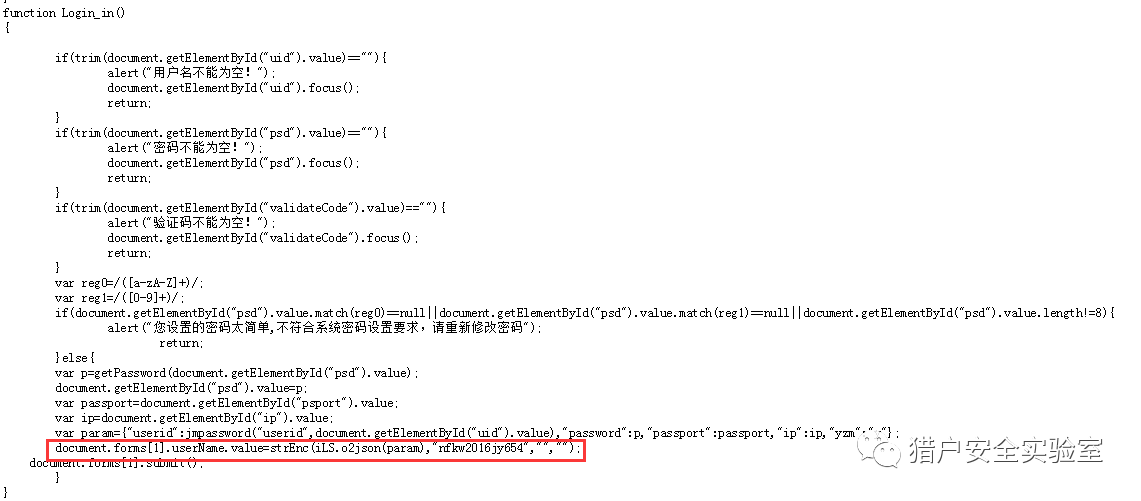 function Login_in()
{
if(trim(document.getElementById("uid").value)==""){
alert("用户名不能为空!");
document.getElementById("uid").focus();
return;
}
if(trim(document.getElementById("psd").value)==""){
alert("密码不能为空!");
document.getElementById("psd").focus();
return;
}
if(trim(document.getElementById("validateCode").value)==""){
alert("验证码不能为空!");
document.getElementById("validateCode").focus();
return;
}
var reg0=/([a-zA-Z]+)/;
var reg1=/([0-9]+)/;
if(document.getElementById("psd").value.match(reg0)==null||document.getElementById("psd").value.match(reg1)==null||document.getElementById("psd").value.length!=8){
alert("您设置的密码太简单,不符合系统密码设置要求，请重新修改密码");
return;
}else{
var p=getPassword(document.getElementById("psd").value);
document.getElementById("psd").value=p;
var passport=document.getElementById("psport").value;
var ip=document.getElementById("ip").value;
var param={"userid":jmpassword("userid",document.getElementById("uid").value),"password":p,"passport":passport,"ip":ip,"yzm"
document.forms[1].userName.value=strEnc(iLS.o2json(param),"nfkw2016jy654","","");
document.forms[1].submit();
}
}
猎户安全实验室